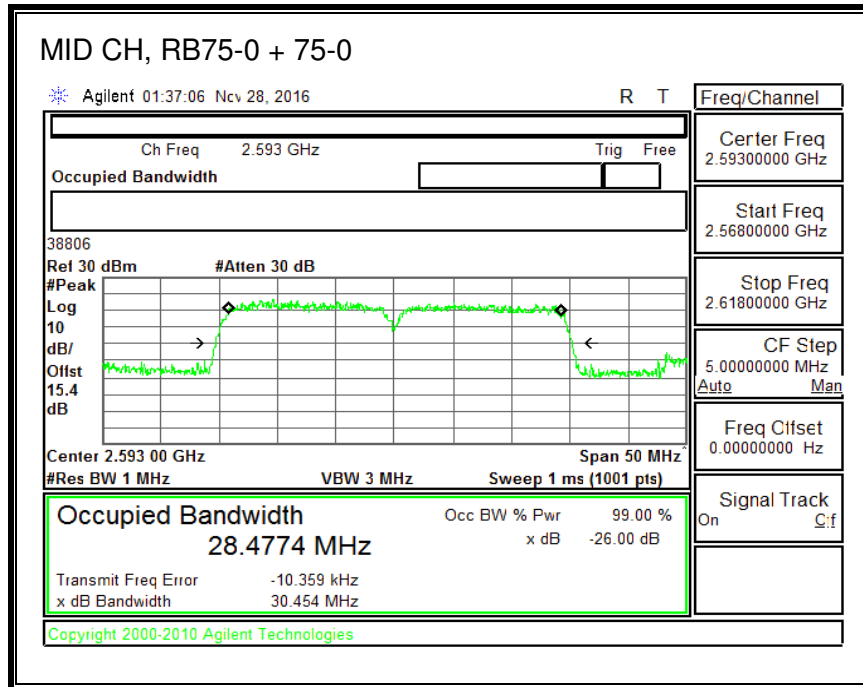 MID CH, RB75-0 + 75-0
Agilent 01:37:06 Nov 28, 2016 R T
Freq/Channel
Ch Freq 2.593 GHz Trig Free
Occupied Bandwidth
Center Freq
2.59300000 GHz
Start Freq
2.56800000 GHz
Stop Freq
2.61800000 GHz
CF Step
5.00000000 MHz
Auto Man
Freq Offset
0.00000000 Hz
Signal Track
On Off
38806
Ref 30 dBm #Atten 30 dB
#Peak
Log
10
dB/
Offst
15.4
dB
Center 2.593 00 GHz Span 50 MHz^
#Res BW 1 MHz VBW 3 MHz Sweep 1 ms (1001 pts)
Occupied Bandwidth Occ BW % Pwr 99.00 %
28.4774 MHz x dB -26.00 dB
Transmit Freq Error -10.359 kHz
x dB Bandwidth 30.454 MHz
Copyright 2000-2010 Agilent Technologies